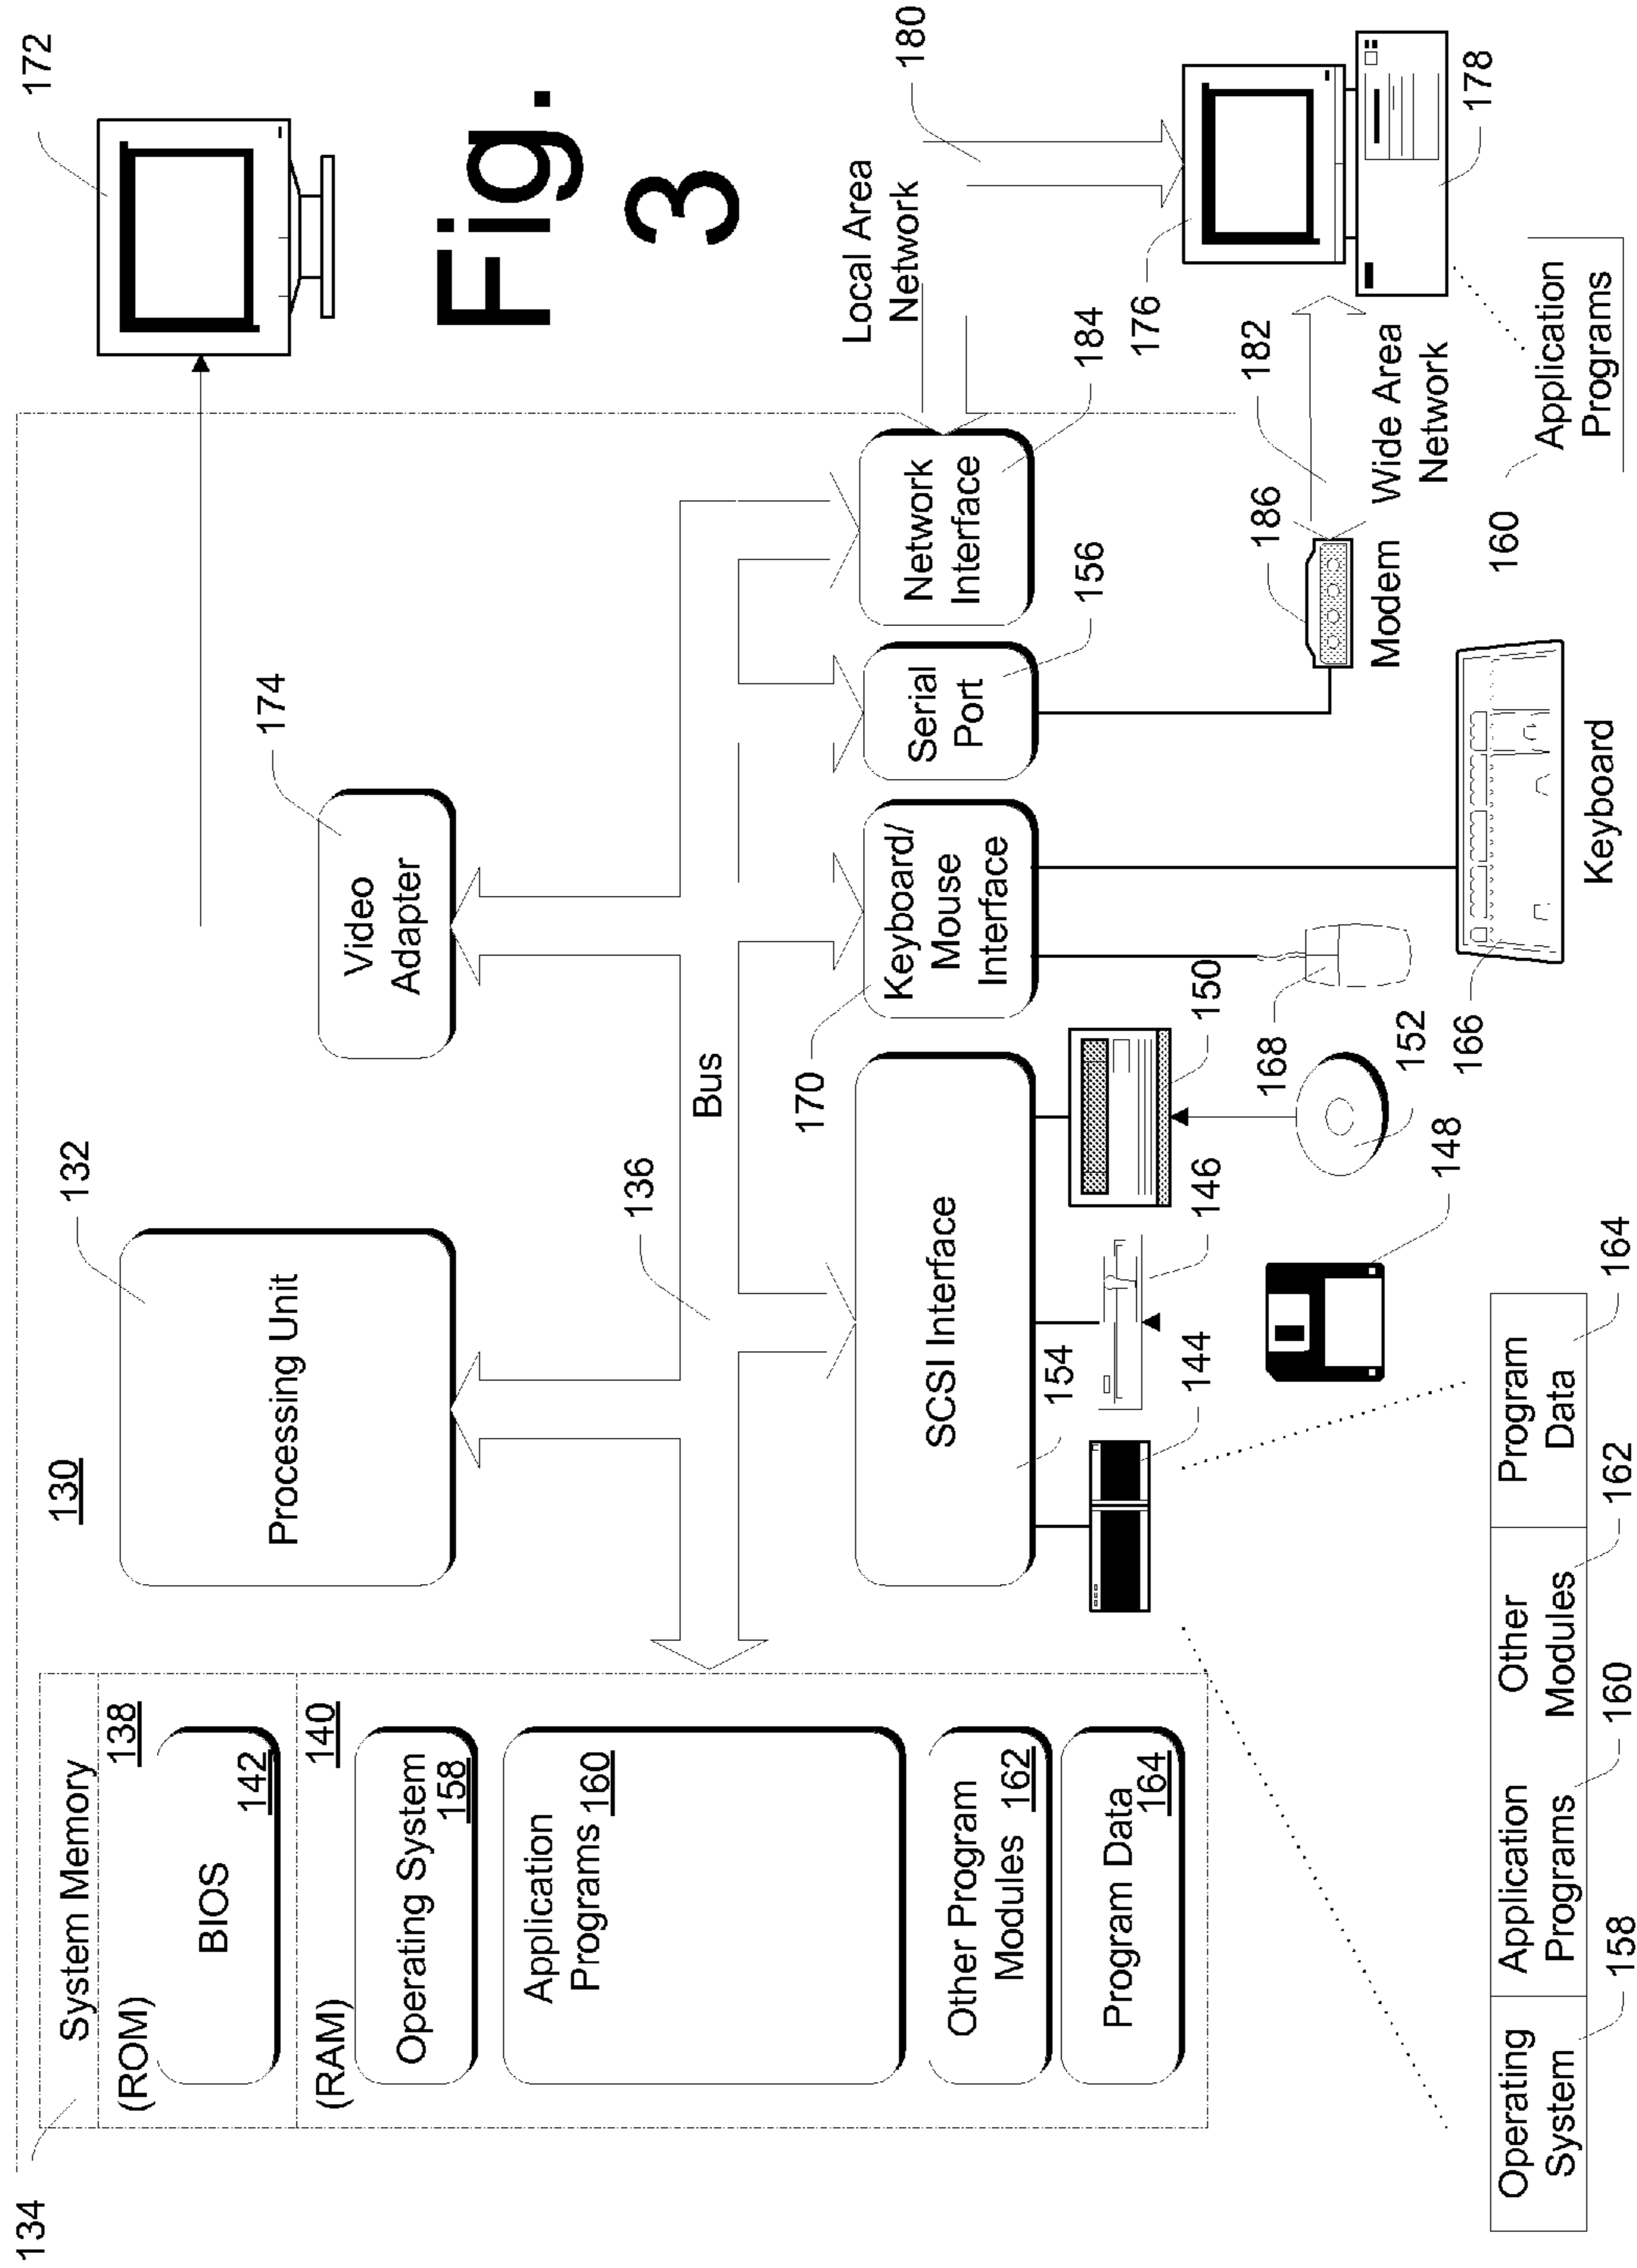 134
130
132
172
System Memory
(ROM)
138
BIOS
142
(RAM)
140
Operating System
158
Application
Programs 160
Other Program
Modules 162
Program Data
164
Processing Unit
174
Video
Adapter
Fig.
3
136
Bus
170
SCSI Interface
154
Keyboard/
Mouse
Interface
Serial
Port
156
Network
Interface
184
Local Area
Network
180
144
146
150
148
152
168
166
Keyboard
186
Modem
182
Wide Area
Network
176
178
160
Application
Programs
Operating
System
158
Application
Programs
160
Other
Modules
162
Program
Data
164